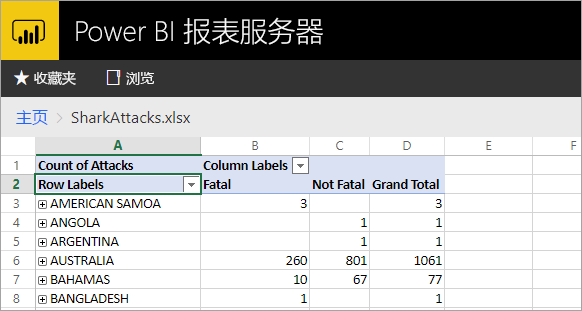 Power BI 报表服务器
★ 收藏夹 浏览
主页 > SharkAttacks.xlsx
A B C D E F
1 Count of Attacks Column Labels
2 Row Labels Fatal Not Fatal Grand Total
3 AMERICAN SAMOA 3 3
4 ANGOLA 1 1
5 ARGENTINA 1 1
6 AUSTRALIA 260 801 1061
7 BAHAMAS 10 67 77
8 BANGLADESH 1 1